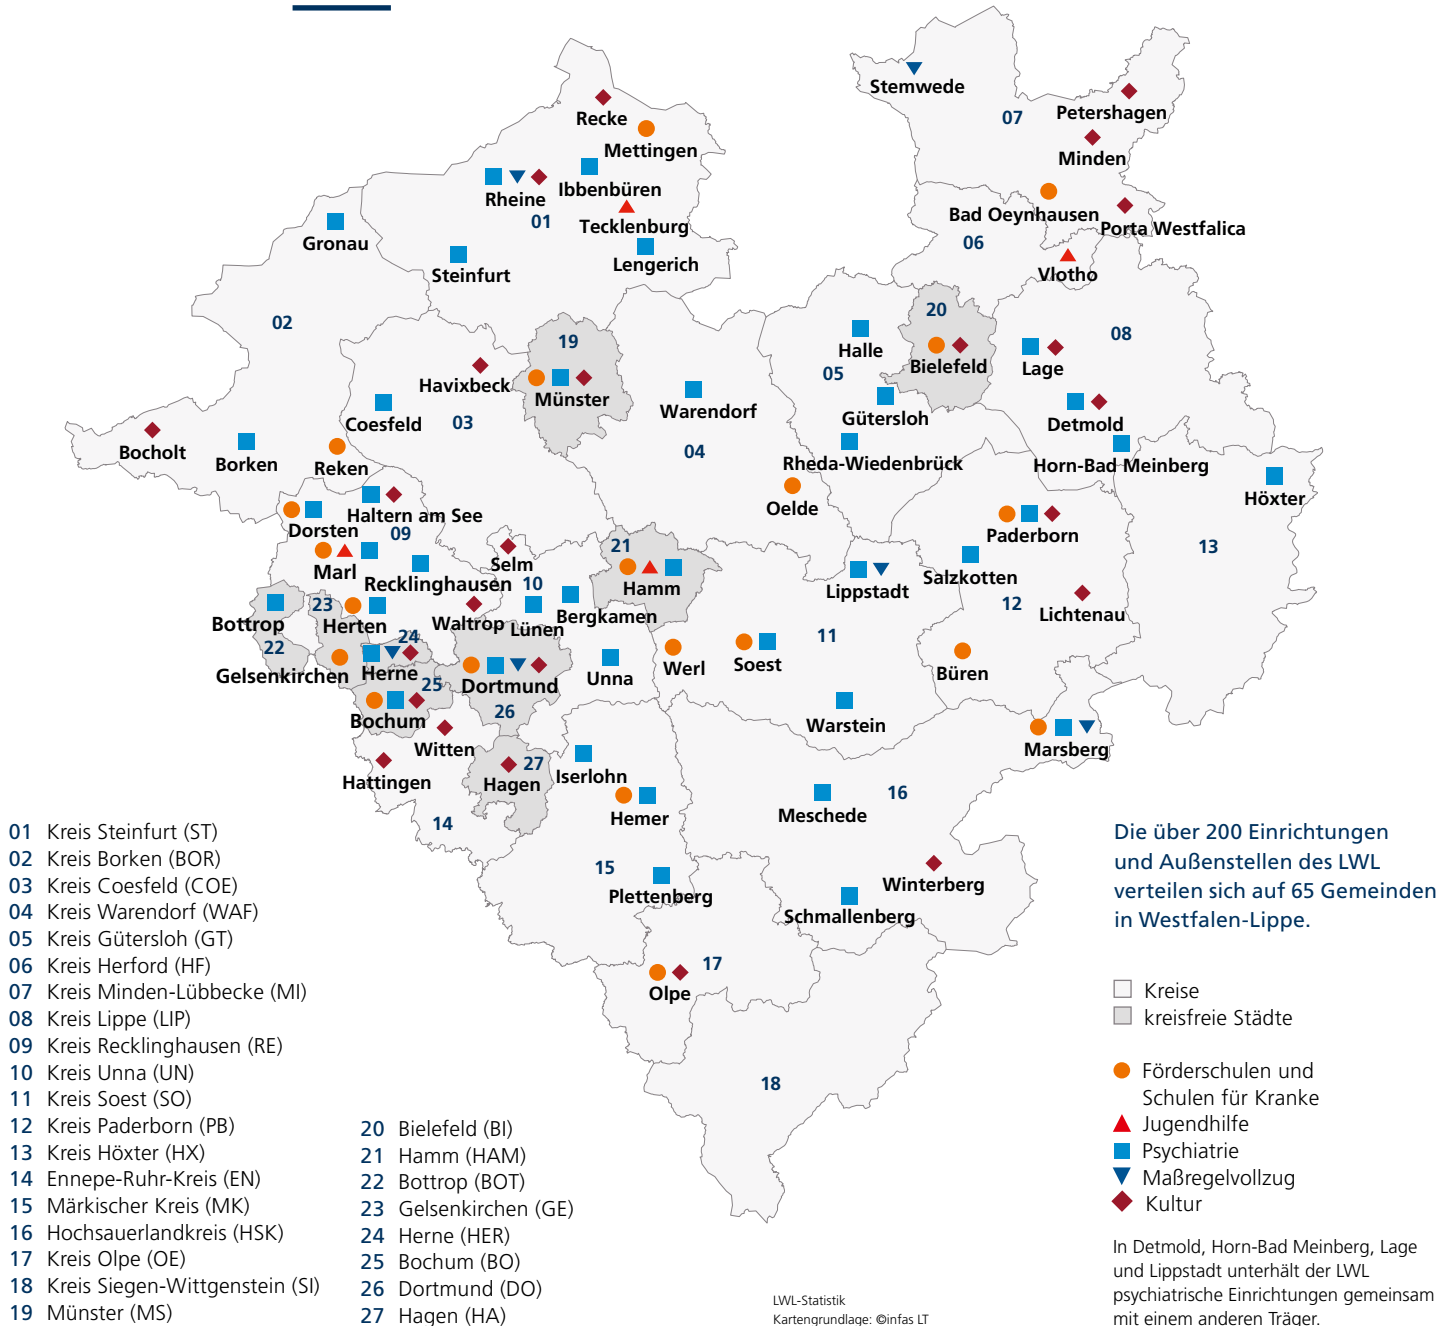 Stemwede
07
Petershagen
Minden
Recke
Mettingen
Ibbenbüren
Rheine
01
Tecklenburg
Lengerich
Bad Oeynhausen
Porta Westfalica
06
Vlotho
Gronau
Steinfurt
02
20
Bielefeld
08
Lage
Halle
05
Gütersloh
Detmold
Horn-Bad Meinberg
Rheda-Wiedenbrück
19
Münster
Havixbeck
Coesfeld
03
Warendorf
04
Oelde
Höxter
13
Bocholt
Borken
Reken
Haltern am See
Dorsten
09
Marl
Recklinghausen
Selm
10
21
Hamm
Lippstadt
Paderborn
Salzkotten
12
Lichtenau
Bottrop
23
Herten
Waltrop
Lünen
Bergkamen
22
24
Gelsenkirchen
Herne
25
Dortmund
26
Unna
Werl
Soest
11
Büren
Bochum
Witten
Warstein
Marsberg
Hattingen
Hagen
27
Iserlohn
Hemer
Meschede
16
14
15
Plettenberg
Winterberg
Schmallenberg
17
Olpe
18
01 Kreis Steinfurt (ST)
02 Kreis Borken (BOR)
03 Kreis Coesfeld (COE)
04 Kreis Warendorf (WAF)
05 Kreis Gütersloh (GT)
06 Kreis Herford (HF)
07 Kreis Minden-Lübbecke (MI)
08 Kreis Lippe (LIP)
09 Kreis Recklinghausen (RE)
10 Kreis Unna (UN)
11 Kreis Soest (SO)
12 Kreis Paderborn (PB)
13 Kreis Höxter (HX)
14 Ennepe-Ruhr-Kreis (EN)
15 Märkischer Kreis (MK)
16 Hochsauerlandkreis (HSK)
17 Kreis Olpe (OE)
18 Kreis Siegen-Wittgenstein (SI)
19 Münster (MS)
20 Bielefeld (BI)
21 Hamm (HAM)
22 Bottrop (BOT)
23 Gelsenkirchen (GE)
24 Herne (HER)
25 Bochum (BO)
26 Dortmund (DO)
27 Hagen (HA)
LWL-Statistik
Kartengrundlage: ©infas LT
Die über 200 Einrichtungen
und Außenstellen des LWL
verteilen sich auf 65 Gemeinden
in Westfalen-Lippe.
Kreise
kreisfreie Städte
Förderschulen und
Schulen für Kranke
Jugendhilfe
Psychiatrie
Maßregelvollzug
Kultur
In Detmold, Horn-Bad Meinberg, Lage
und Lippstadt unterhält der LWL
psychiatrische Einrichtungen gemeinsam
mit einem anderen Träger.